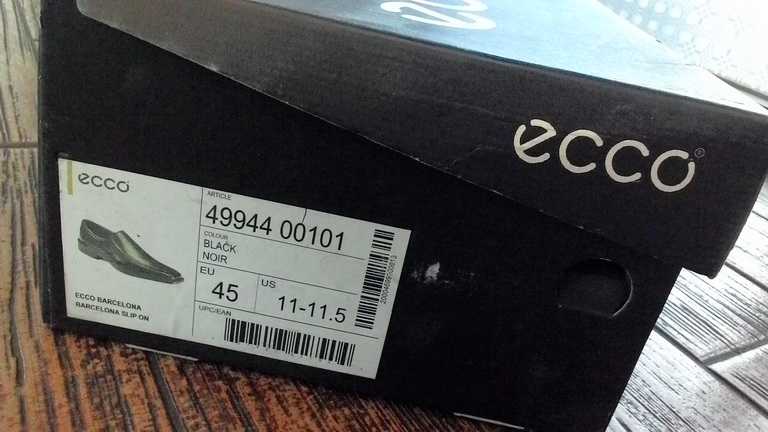 ecco®
ecco
ARTICLE
49944 00101
COLOUR
BLACK
NOIR
EU
45
US
11-11.5
UPC/EAN
ECCO BARCELONA
BARCELONA SLIP ON